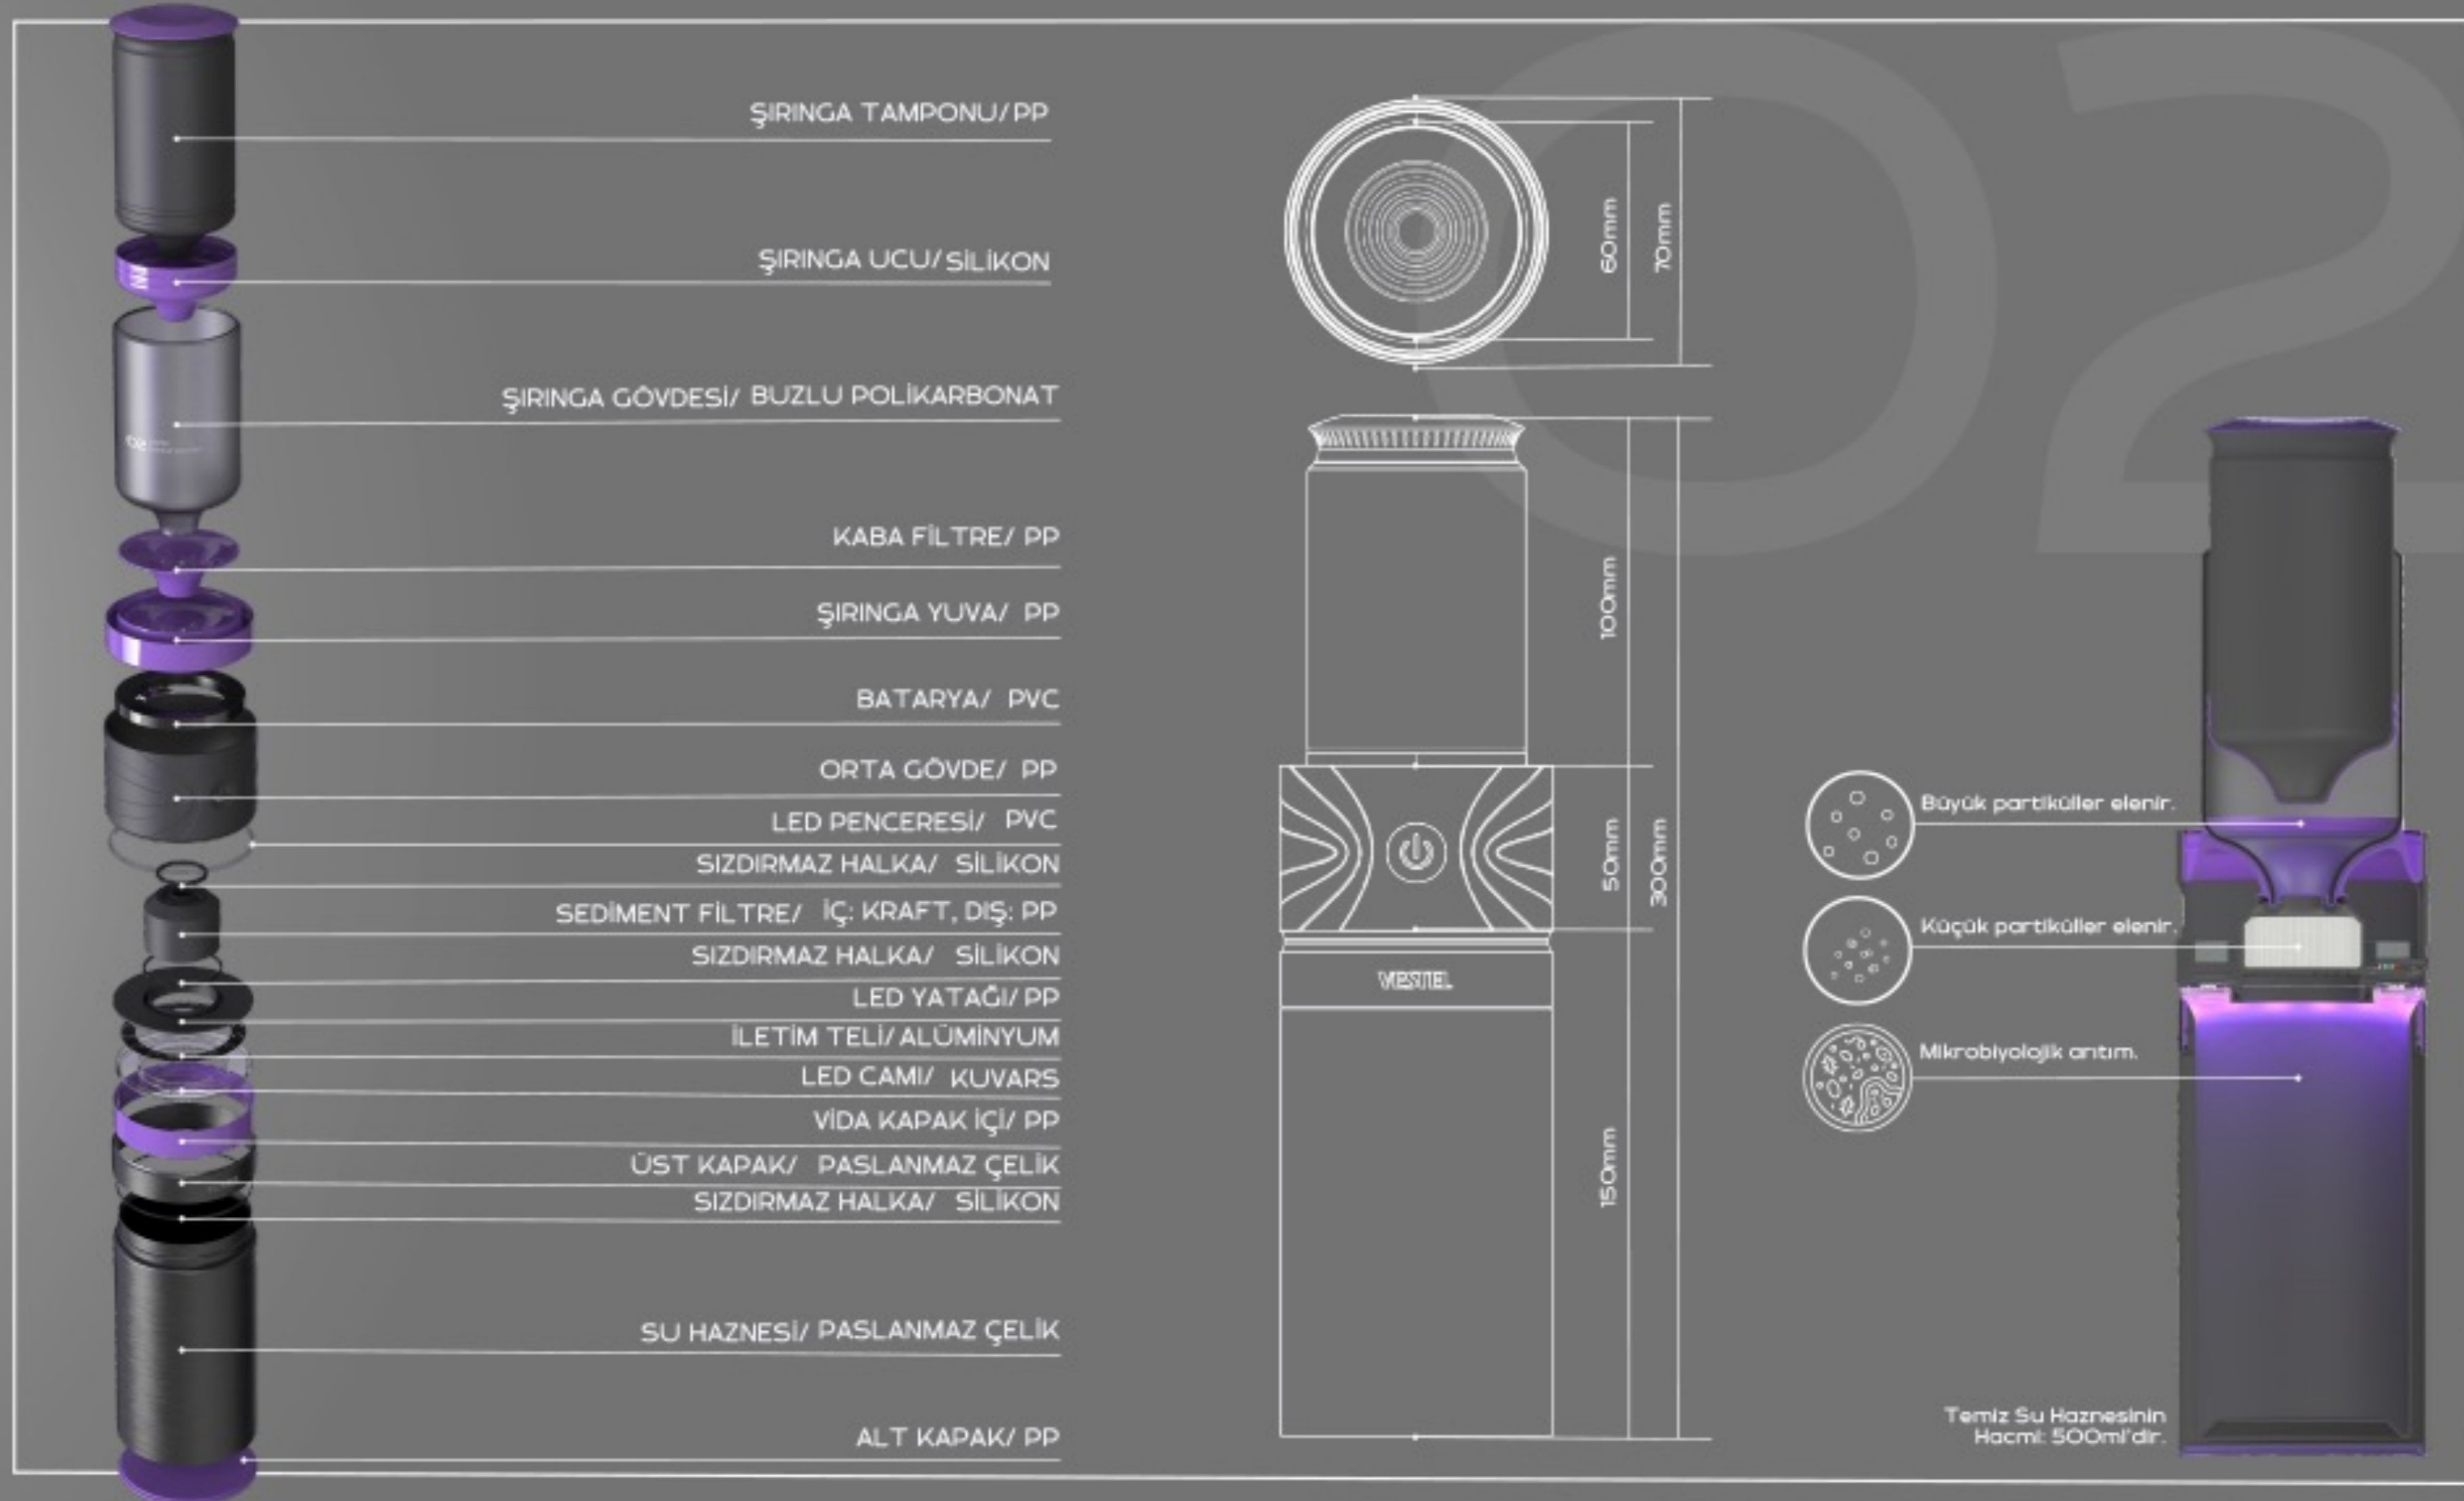 02
ŞIRINGA TAMPONU/PP
ŞIRINGA UCU/SİLİKON
ŞIRINGA GÖVDESİ/ BUZLU POLİKARBONAT
KABA FİLTRE/ PP
ŞIRINGA YUVA/ PP
BATARYA/ PVC
ORTA GÖVDE/ PP
LED PENCERESİ/ PVC
SIZDIRMAZ HALKA/ SİLİKON
SEDİMENT FİLTRE/ İÇ: KRAFT, DIŞ: PP
SIZDIRMAZ HALKA/ SİLİKON
LED YATAĞI/PP
İLETİM TELİ/ALÜMİNYUM
LED CAMI/ KUVARS
VİDA KAPAK İÇİ/ PP
ÜST KAPAK/ PASLANMAZ ÇELİK
SIZDIRMAZ HALKA/ SİLİKON
SU HAZNESİ/ PASLANMAZ ÇELİK
ALT KAPAK/ PP
60mm
70mm
100mm
50mm
300mm
150mm
VESTEL
Büyük partiküller elenir.
Küçük partiküller elenir.
Mikrobiyolojik arıtım.
Temiz Su Haznesinin
Hacmi: 500ml'dir.